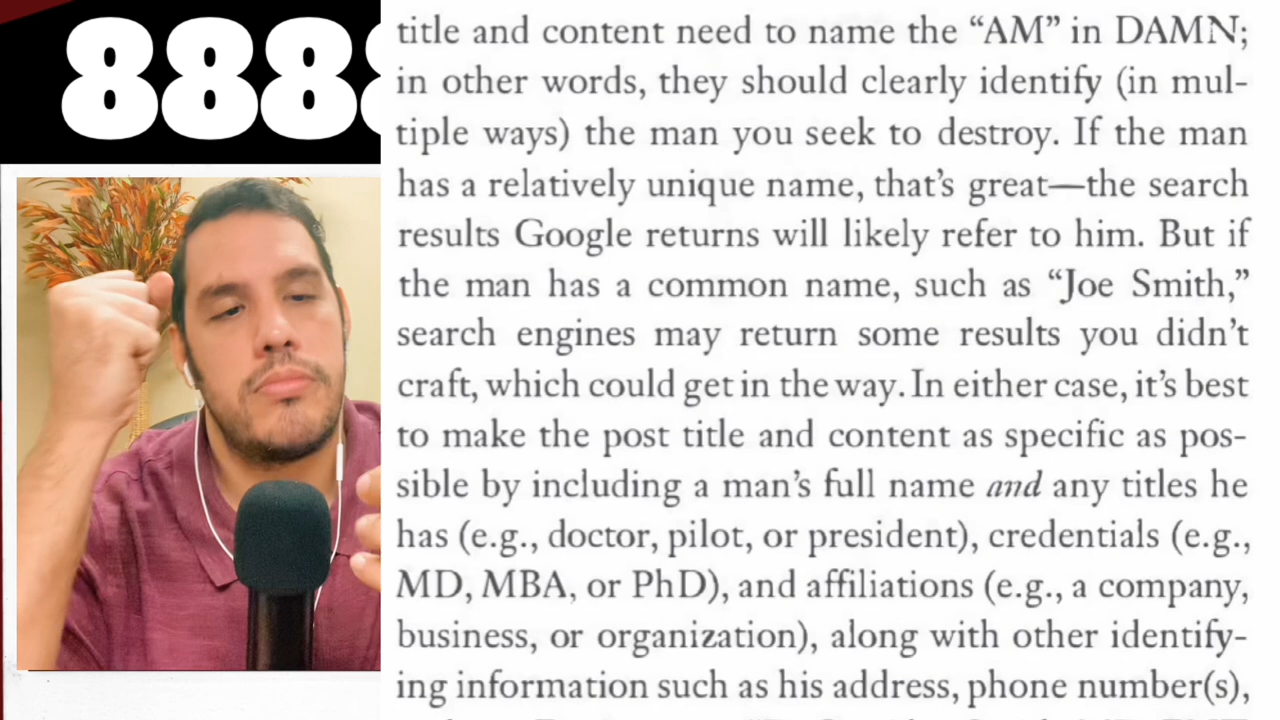 888
title and content need to name the “AM” in DAMN;
in other words, they should clearly identify (in mul-
tiple ways) the man you seek to destroy. If the man
has a relatively unique name, that’s great—the search
results Google returns will likely refer to him. But if
the man has a common name, such as “Joe Smith,”
search engines may return some results you didn’t
craft, which could get in the way. In either case, it’s best
to make the post title and content as specific as pos-
sible by including a man’s full name and any titles he
has (e.g., doctor, pilot, or president), credentials (e.g.,
MD, MBA, or PhD), and affiliations (e.g., a company,
business, or organization), along with other identify-
ing information such as his address, phone number(s),